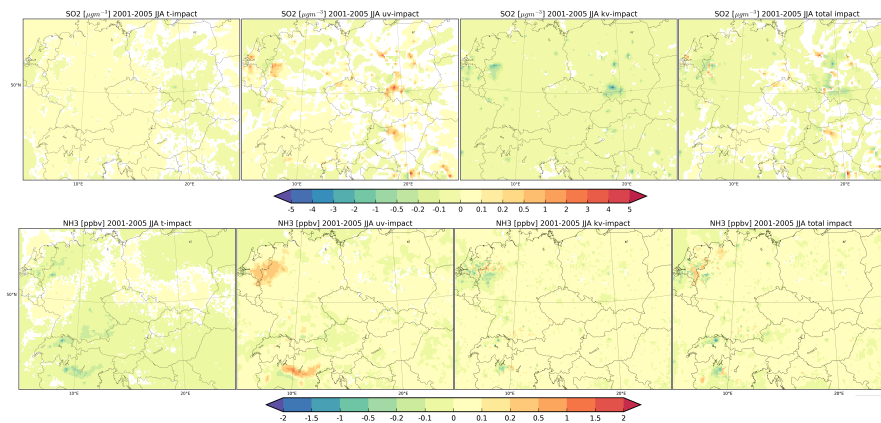 SO2 [μgm⁻³] 2001-2005 JJA t-impact
SO2 [μgm⁻³] 2001-2005 JJA uv-impact
SO2 [μgm⁻³] 2001-2005 JJA kv-impact
SO2 [μgm⁻³] 2001-2005 JJA total impact
50°N
10°E 20°E 10°E 20°E 10°E 20°E 10°E 20°E
-5 -4 -3 -2 -1 -0.5 -0.2 -0.1 0 0.1 0.2 0.5 1 2 3 4 5
NH3 [ppbv] 2001-2005 JJA t-impact
NH3 [ppbv] 2001-2005 JJA uv-impact
NH3 [ppbv] 2001-2005 JJA kv-impact
NH3 [ppbv] 2001-2005 JJA total impact
50°N
10°E 20°E 10°E 20°E 10°E 20°E 10°E 20°E
-2 -1.5 -1 -0.5 -0.2 -0.1 0 0.1 0.2 0.5 1 1.5 2